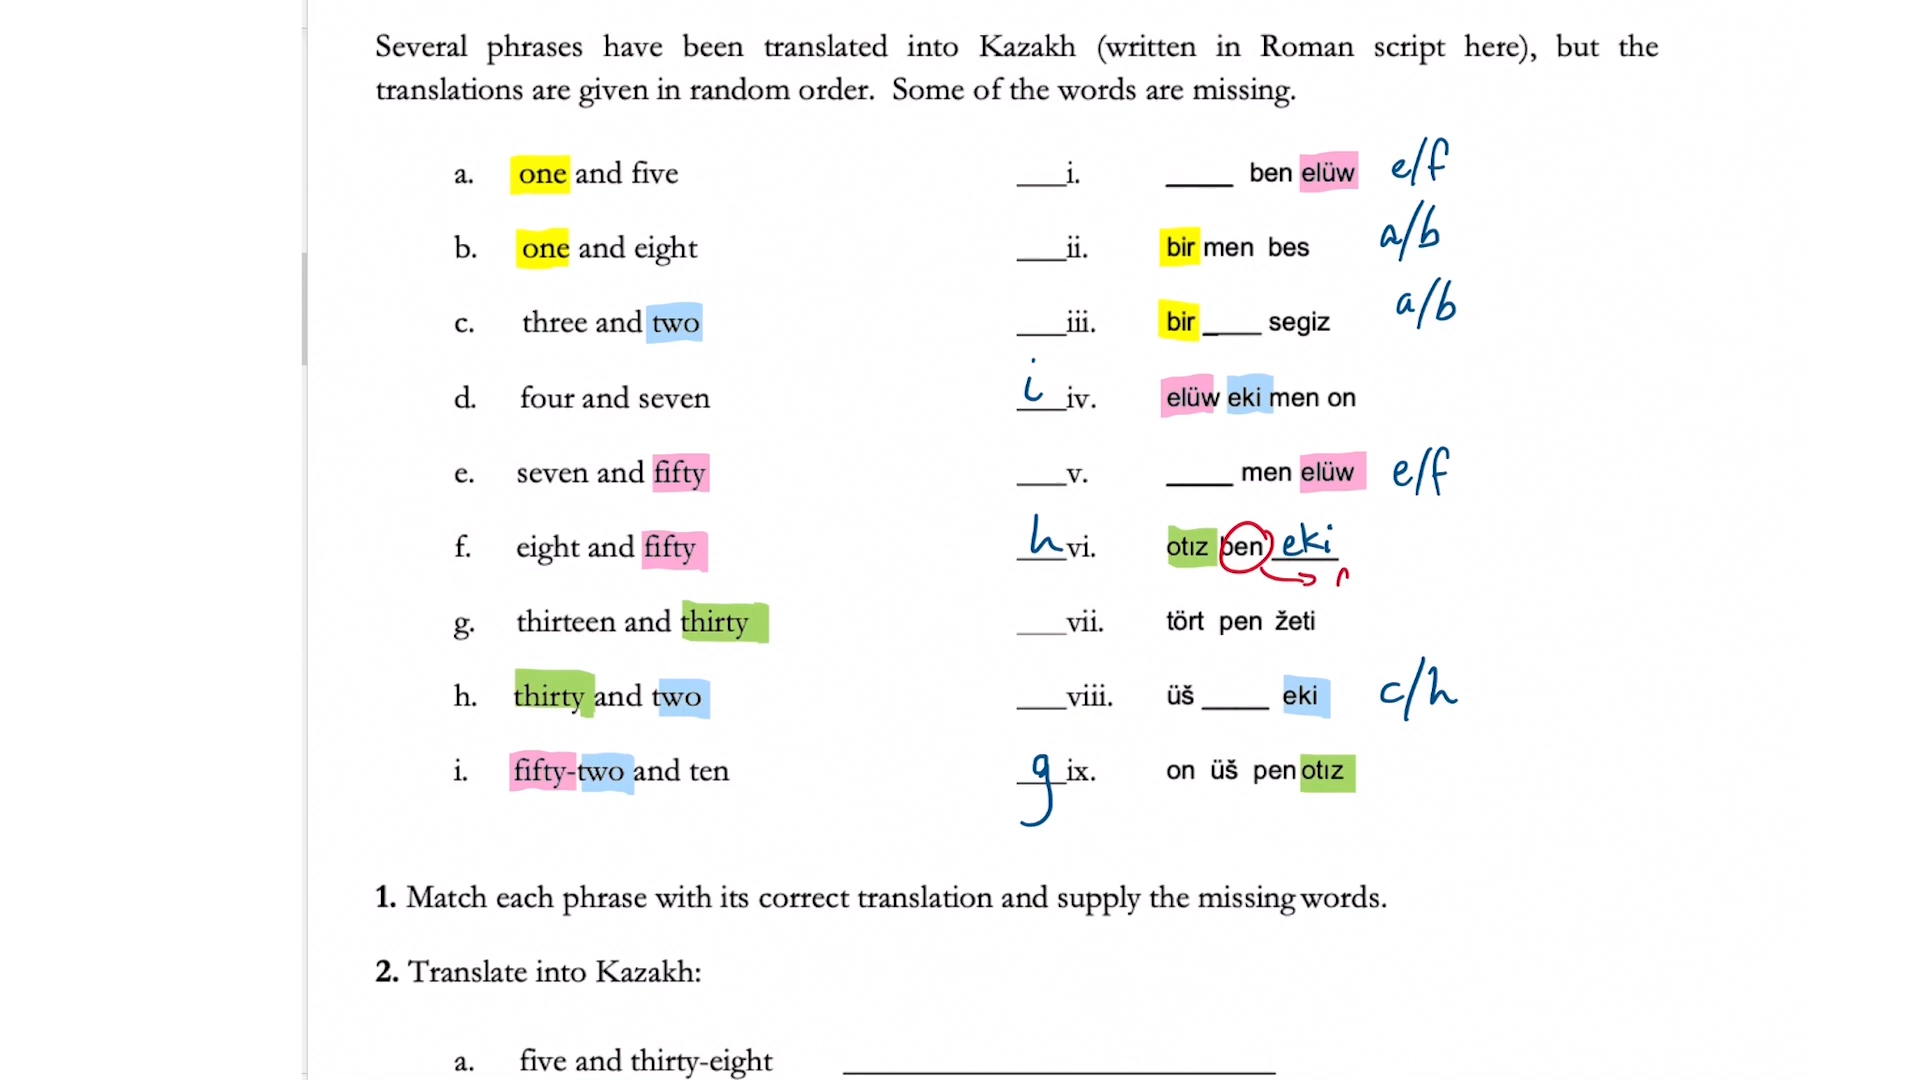 Several phrases have been translated into Kazakh (written in Roman script here), but the
translations are given in random order. Some of the words are missing.
a. one and five ___i. ____ ben elüw e/f
b. one and eight ___ii. bir men bes a/b
c. three and two ___iii. bir ____ segiz a/b
d. four and seven i iv. elüw eki men on
e. seven and fifty ___v. ____ men elüw e/f
f. eight and fifty h vi. otız ben eki
g. thirteen and thirty ___vii. tört pen žeti
h. thirty and two ___viii. üš ____ eki c/h
i. fifty-two and ten g ix. on üš pen otız
1. Match each phrase with its correct translation and supply the missing words.
2. Translate into Kazakh:
a. five and thirty-eight ____